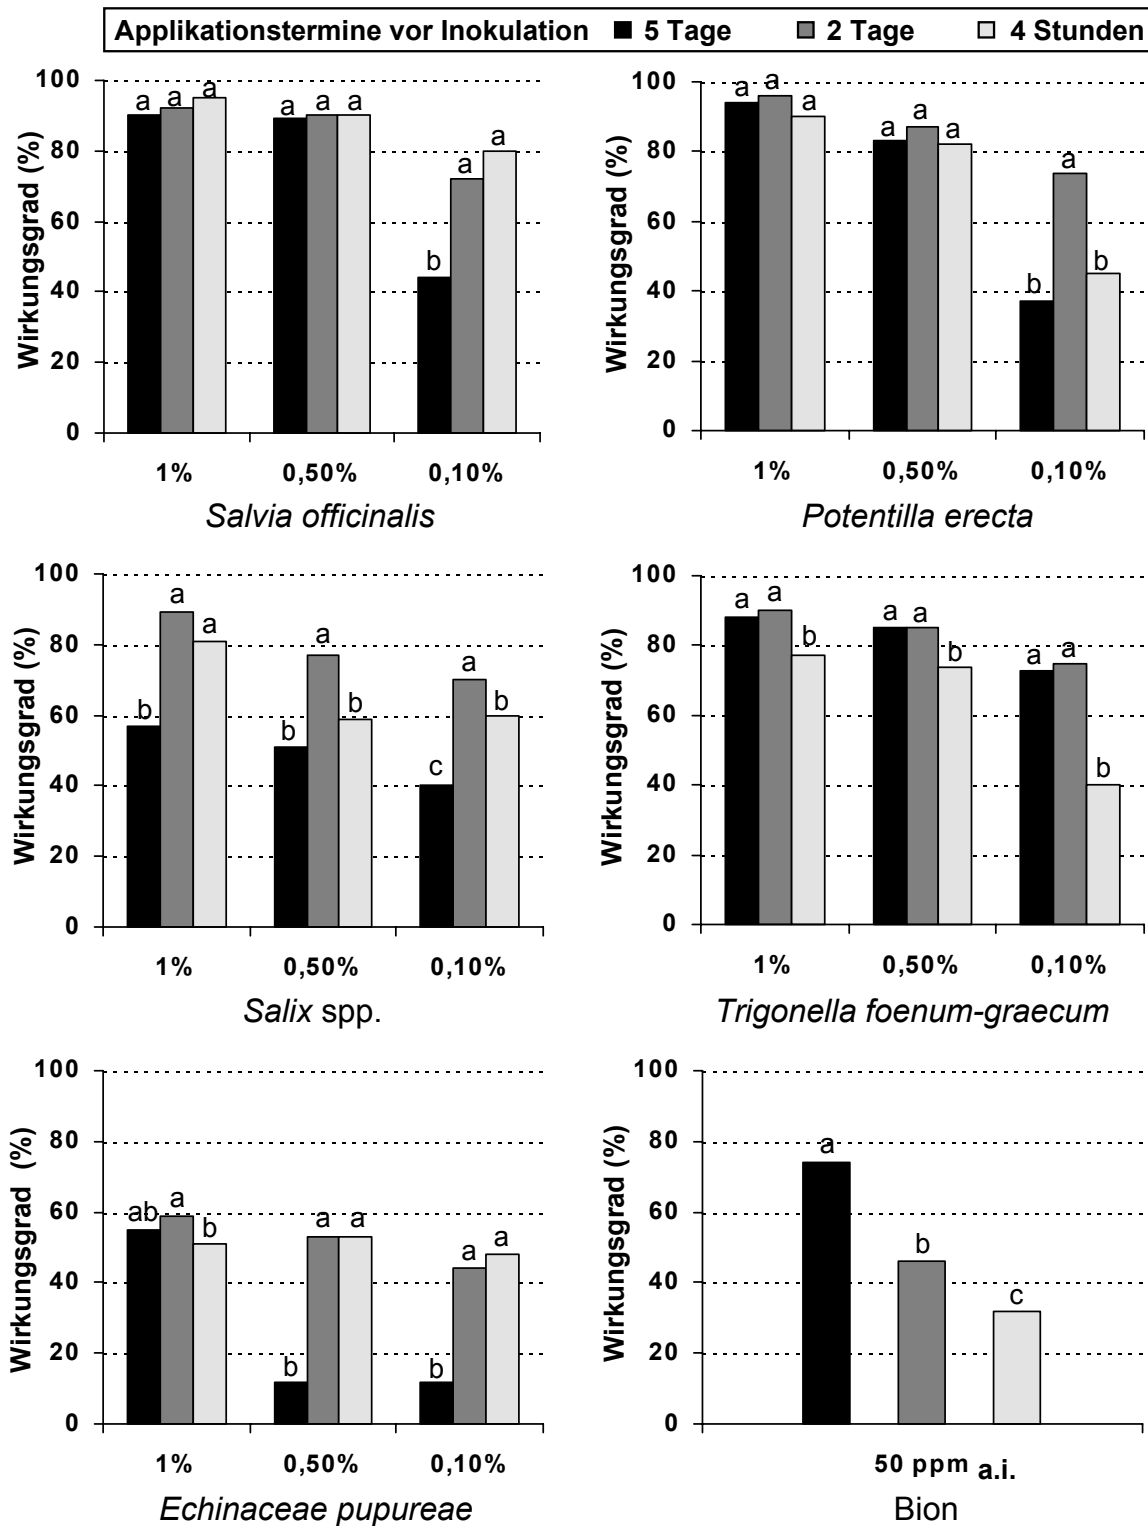 Applikationstermine vor Inokulation 5 Tage 2 Tage 4 Stunden
Wirkungsgrad (%)
100
80
60
40
20
0
a a a
a a a
b a a
1% 0,50% 0,10%
Salvia officinalis
Wirkungsgrad (%)
100
80
60
40
20
0
a a a
a a a
b a b
1% 0,50% 0,10%
Potentilla erecta
Wirkungsgrad (%)
100
80
60
40
20
0
b a a
b a b
c a b
1% 0,50% 0,10%
Salix spp.
Wirkungsgrad (%)
100
80
60
40
20
0
a a b
a a b
a a b
1% 0,50% 0,10%
Trigonella foenum-graecum
Wirkungsgrad (%)
100
80
60
40
20
0
ab a b
b a a
b a a
1% 0,50% 0,10%
Echinaceae pupureae
Wirkungsgrad (%)
100
80
60
40
20
0
a b c
50 ppm a.i.
Bion